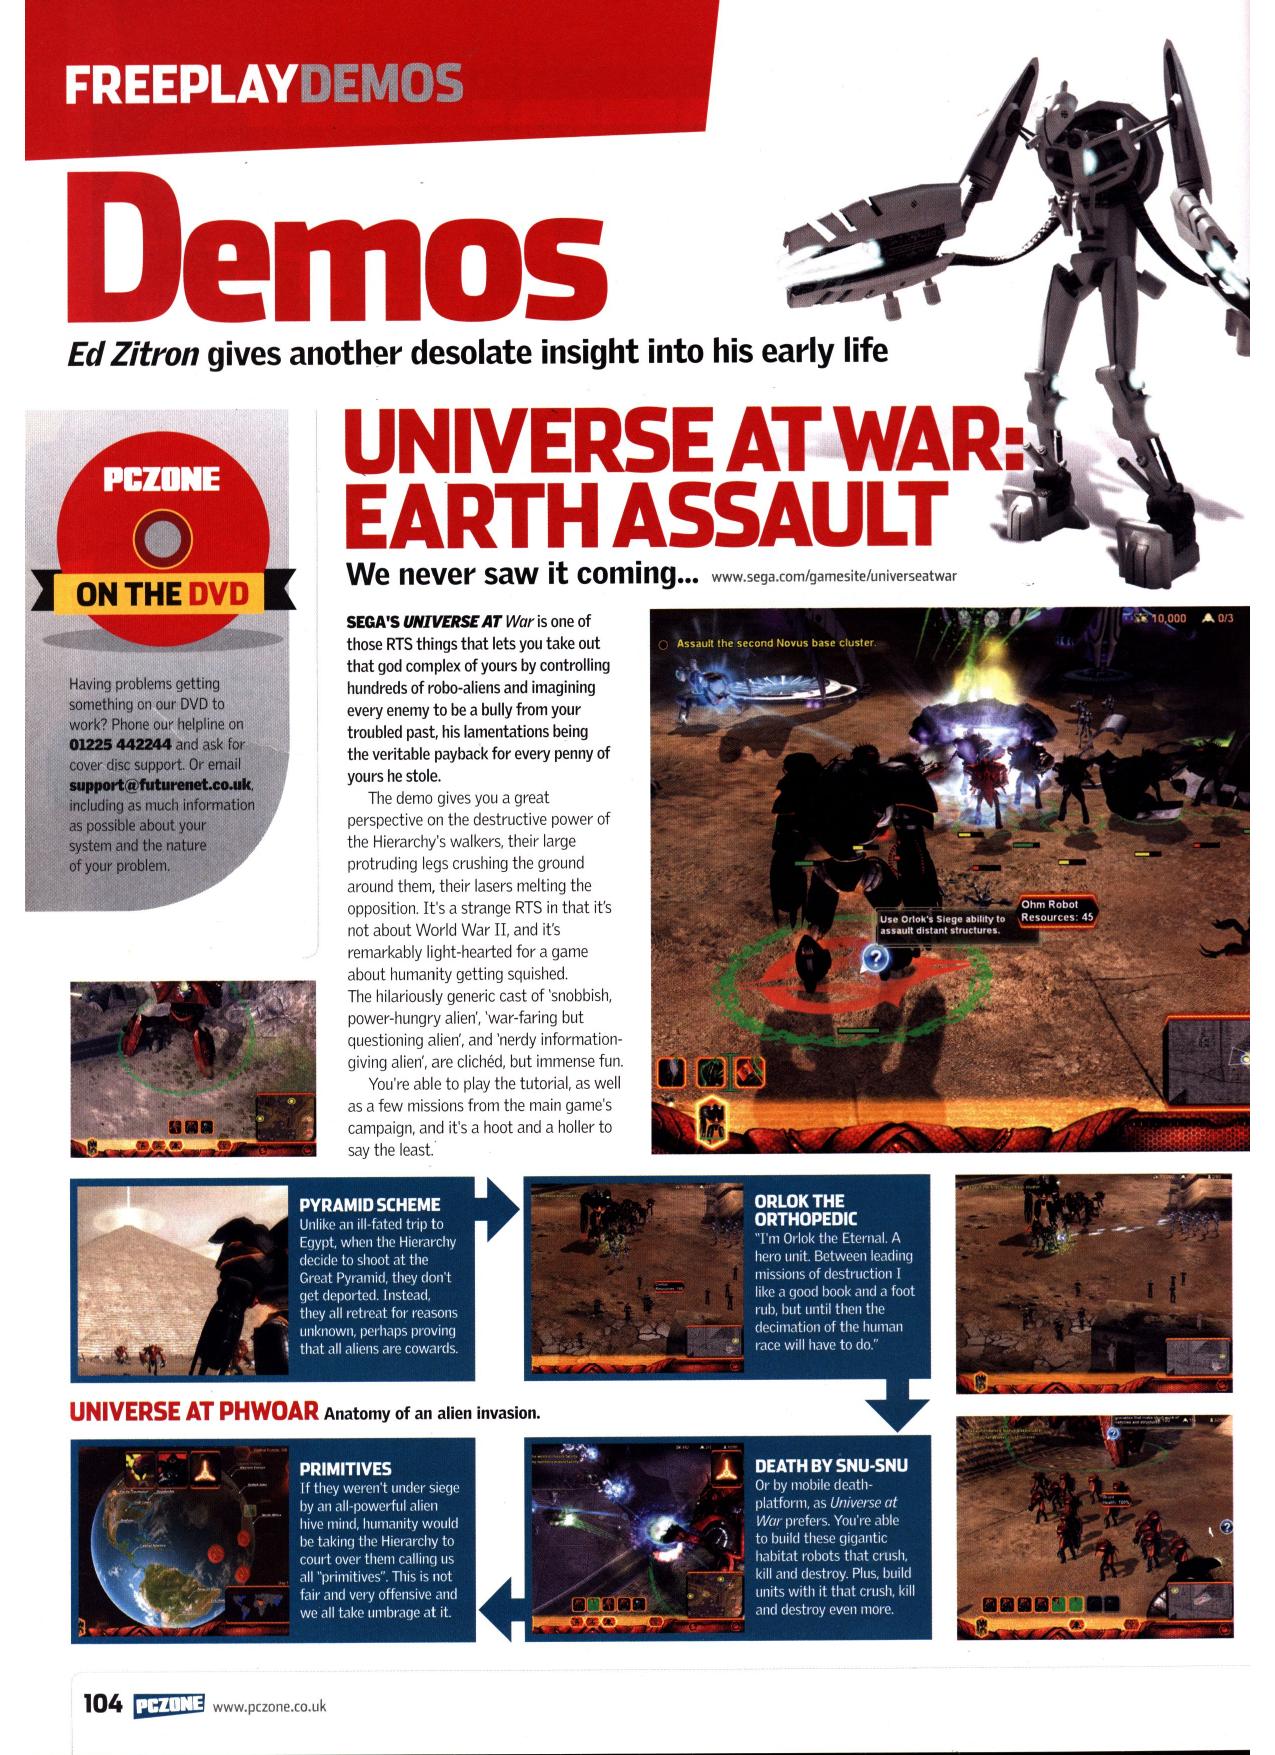 FREEPLAYDEMOS
Demos
Ed Zitron gives another desolate insight into his early life
PCZONE
ON THE DVD
Having problems getting
something on our DVD to
work? Phone our helpline on
01225 442244 and ask for
cover disc support. Or email
support@futurenet.co.uk,
including as much information
as possible about your
system and the nature
of your problem.
UNIVERSE AT WAR:
EARTH ASSAULT
We never saw it coming... www.sega.com/gamesite/universeatwar
SEGA'S UNIVERSE AT War is one of
those RTS things that lets you take out
that god complex of yours by controlling
hundreds of robo-aliens and imagining
every enemy to be a bully from your
troubled past, his lamentations being
the veritable payback for every penny of
yours he stole.
The demo gives you a great
perspective on the destructive power of
the Hierarchy's walkers, their large
protruding legs crushing the ground
around them, their lasers melting the
opposition. It's a strange RTS in that it's
not about World War II, and it's
remarkably light-hearted for a game
about humanity getting squished.
The hilariously generic cast of 'snobbish,
power-hungry alien', 'war-faring but
questioning alien', and 'nerdy information-
giving alien', are clichéd, but immense fun.
You're able to play the tutorial, as well
as a few missions from the main game's
campaign, and it's a hoot and a holler to
say the least.
Assault the second Novus base cluster.
10,000 0/3
Use Orlok's Siege ability to
assault distant structures.
Ohm Robot
Resources: 45
PYRAMID SCHEME
Unlike an ill-fated trip to
Egypt, when the Hierarchy
decide to shoot at the
Great Pyramid, they don't
get deported. Instead,
they all retreat for reasons
unknown, perhaps proving
that all aliens are cowards.
ORLOK THE
ORTHOPEDIC
"I'm Orlok the Eternal. A
hero unit. Between leading
missions of destruction I
like a good book and a foot
rub, but until then the
decimation of the human
race will have to do."
UNIVERSE AT PHWOAR Anatomy of an alien invasion.
PRIMITIVES
If they weren't under siege
by an all-powerful alien
hive mind, humanity would
be taking the Hierarchy to
court over them calling us
all "primitives". This is not
fair and very offensive and
we all take umbrage at it.
DEATH BY SNU-SNU
Or by mobile death-
platform, as Universe at
War prefers. You're able
to build these gigantic
habitat robots that crush,
kill and destroy. Plus, build
units with it that crush, kill
and destroy even more.
104 PCZONE www.pczone.co.uk